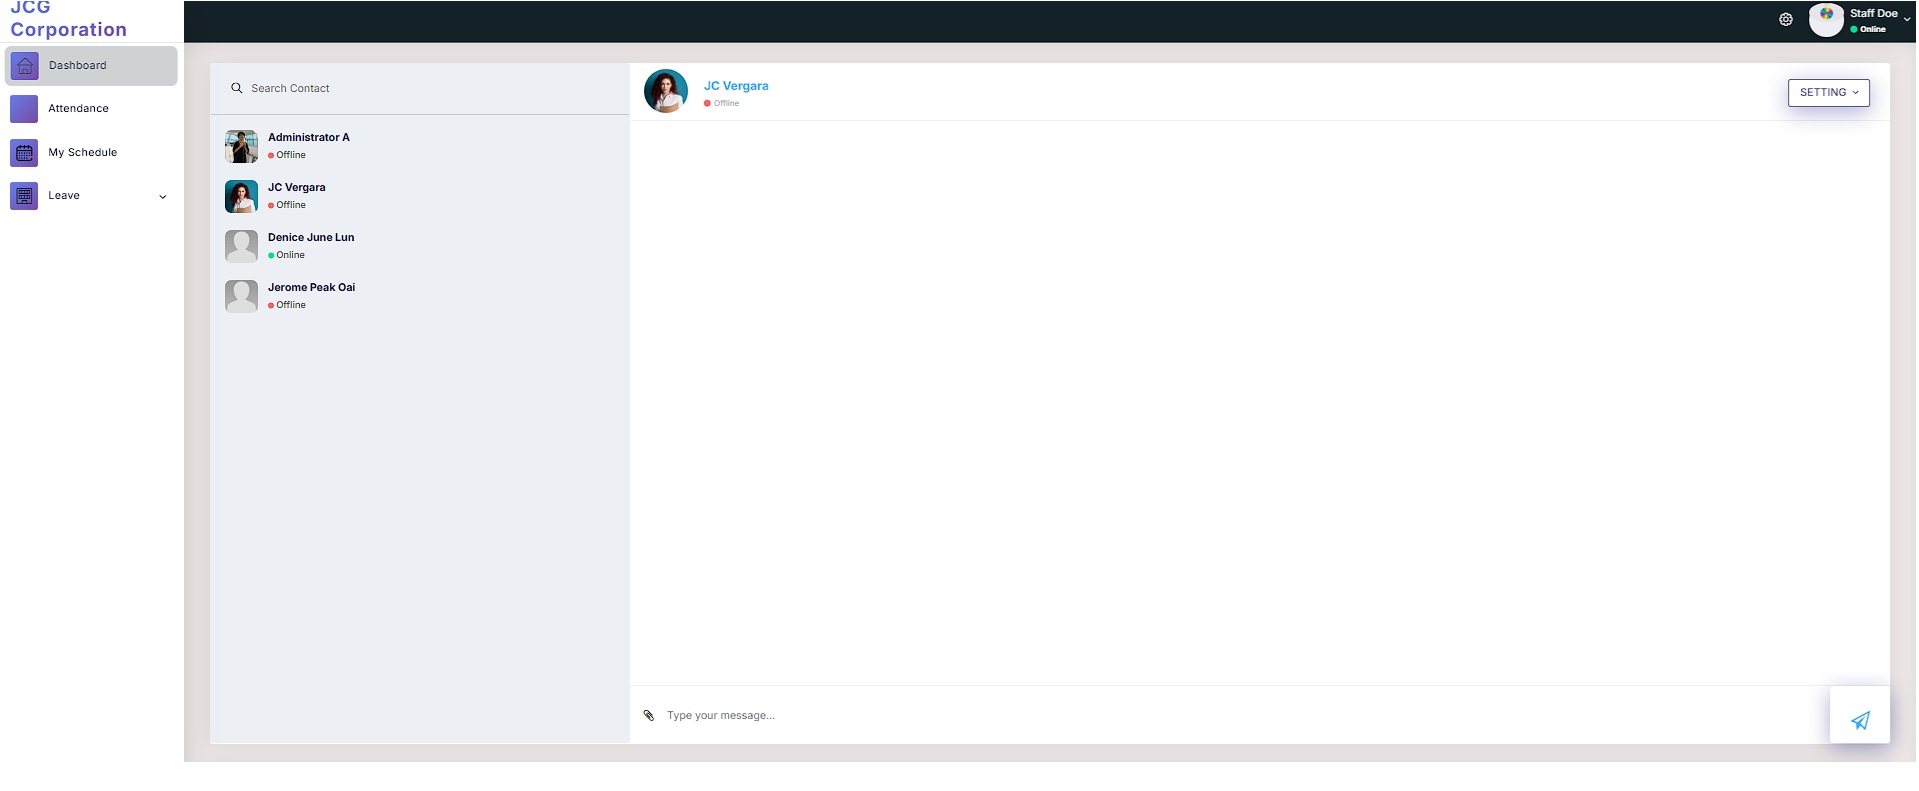 JCG
Corporation
Dashboard
Attendance
My Schedule
Leave
Staff Doe
Online
Search Contact
Administrator A
Offline
JC Vergara
Offline
Denice June Lun
Online
Jerome Peak Oai
Offline
JC Vergara
Offline
SETTING
Type your message...